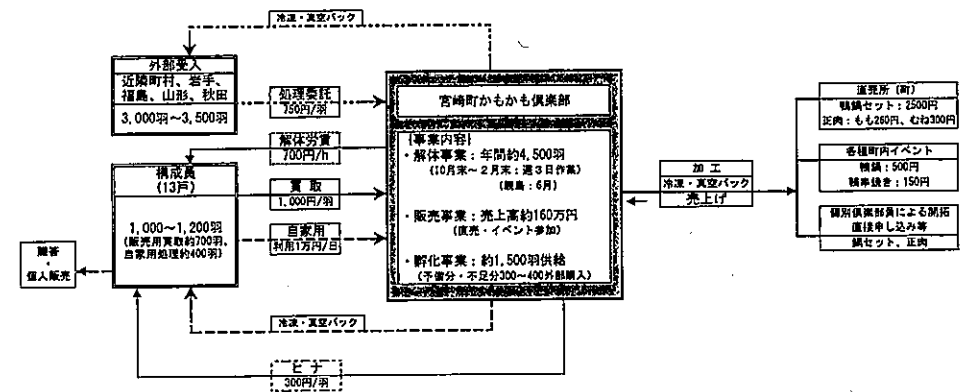 冷凍・真空パック
外部受入
近隣町村、岩手、
福島、山形、秋田
3,000羽～3,500羽
処理委託
750円/羽
解体労賃
700円/h
構成員
(13戸)
1,000～1,200羽
(販売用買取約700羽、
自家用処理約400羽)
買取
1,000円/羽
自家用
利用1万円/日
贈答
・
個人販売
冷凍・真空パック
ヒナ
300円/羽
宮崎町かもかも倶楽部
[事業内容]
・解体事業：年間約4,500羽
(10月末～2月末：週3日作業)
(親鳥：6月)
・販売事業：売上高約160万円
(直売・イベント参加)
・孵化事業：約1,500羽供給
(予備分・不足分300～400外部購入)
加工
冷凍・真空パック
売上げ
直売所（町）
鴨鍋セット：2500円
正肉：もも260円、むね300円
各種町内イベント
鴨鍋：500円
鴨串焼き：150円
個別倶楽部員による開拓
直接申し込み等
鍋セット、正肉